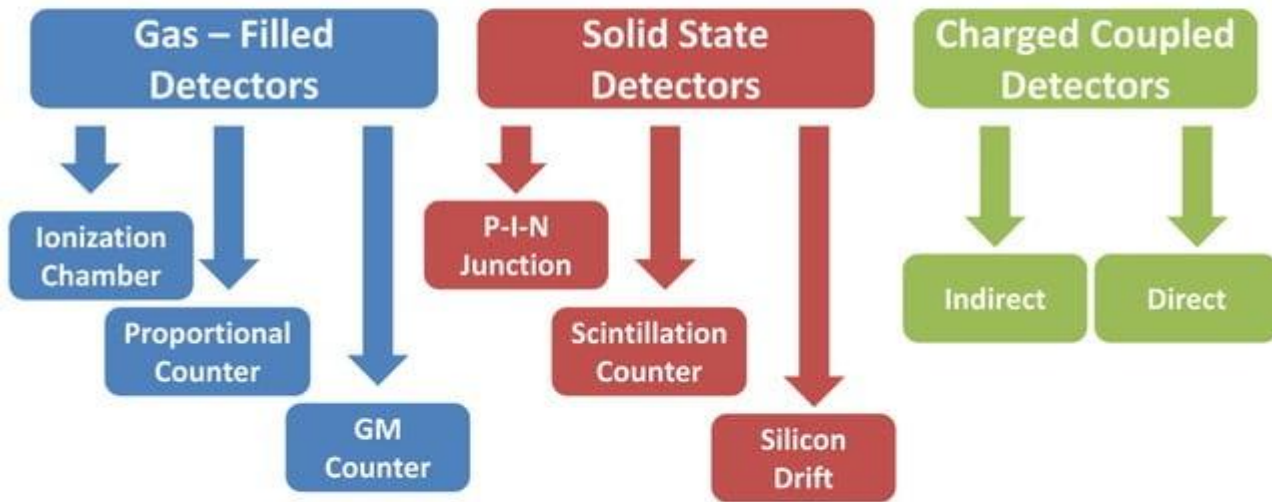 Gas – Filled
Detectors
Solid State
Detectors
Charged Coupled
Detectors
Ionization
Chamber
Proportional
Counter
GM
Counter
P-I-N
Junction
Scintillation
Counter
Silicon
Drift
Indirect
Direct